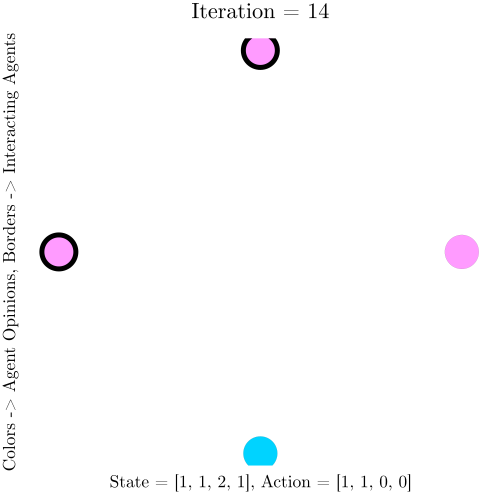 Iteration = 14
Colors -> Agent Opinions, Borders -> Interacting Agents
State = [1, 1, 2, 1], Action = [1, 1, 0, 0]